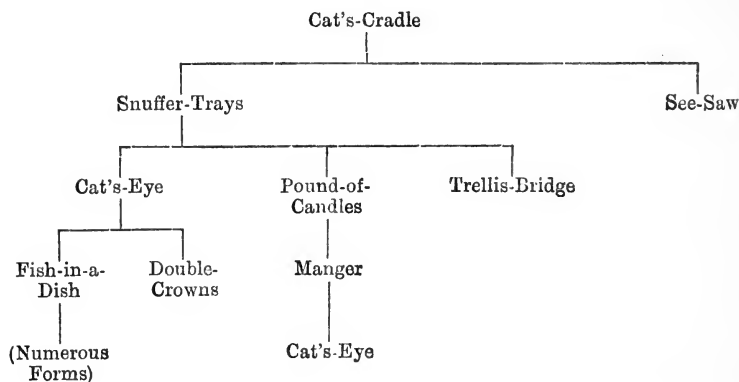 Cat's-Cradle
Snuffer-Trays
See-Saw
Cat's-Eye
Pound-of-
Candles
Trellis-Bridge
Fish-in-a-
Dish
Double-
Crowns
Manger
(Numerous
Forms)
Cat's-Eye